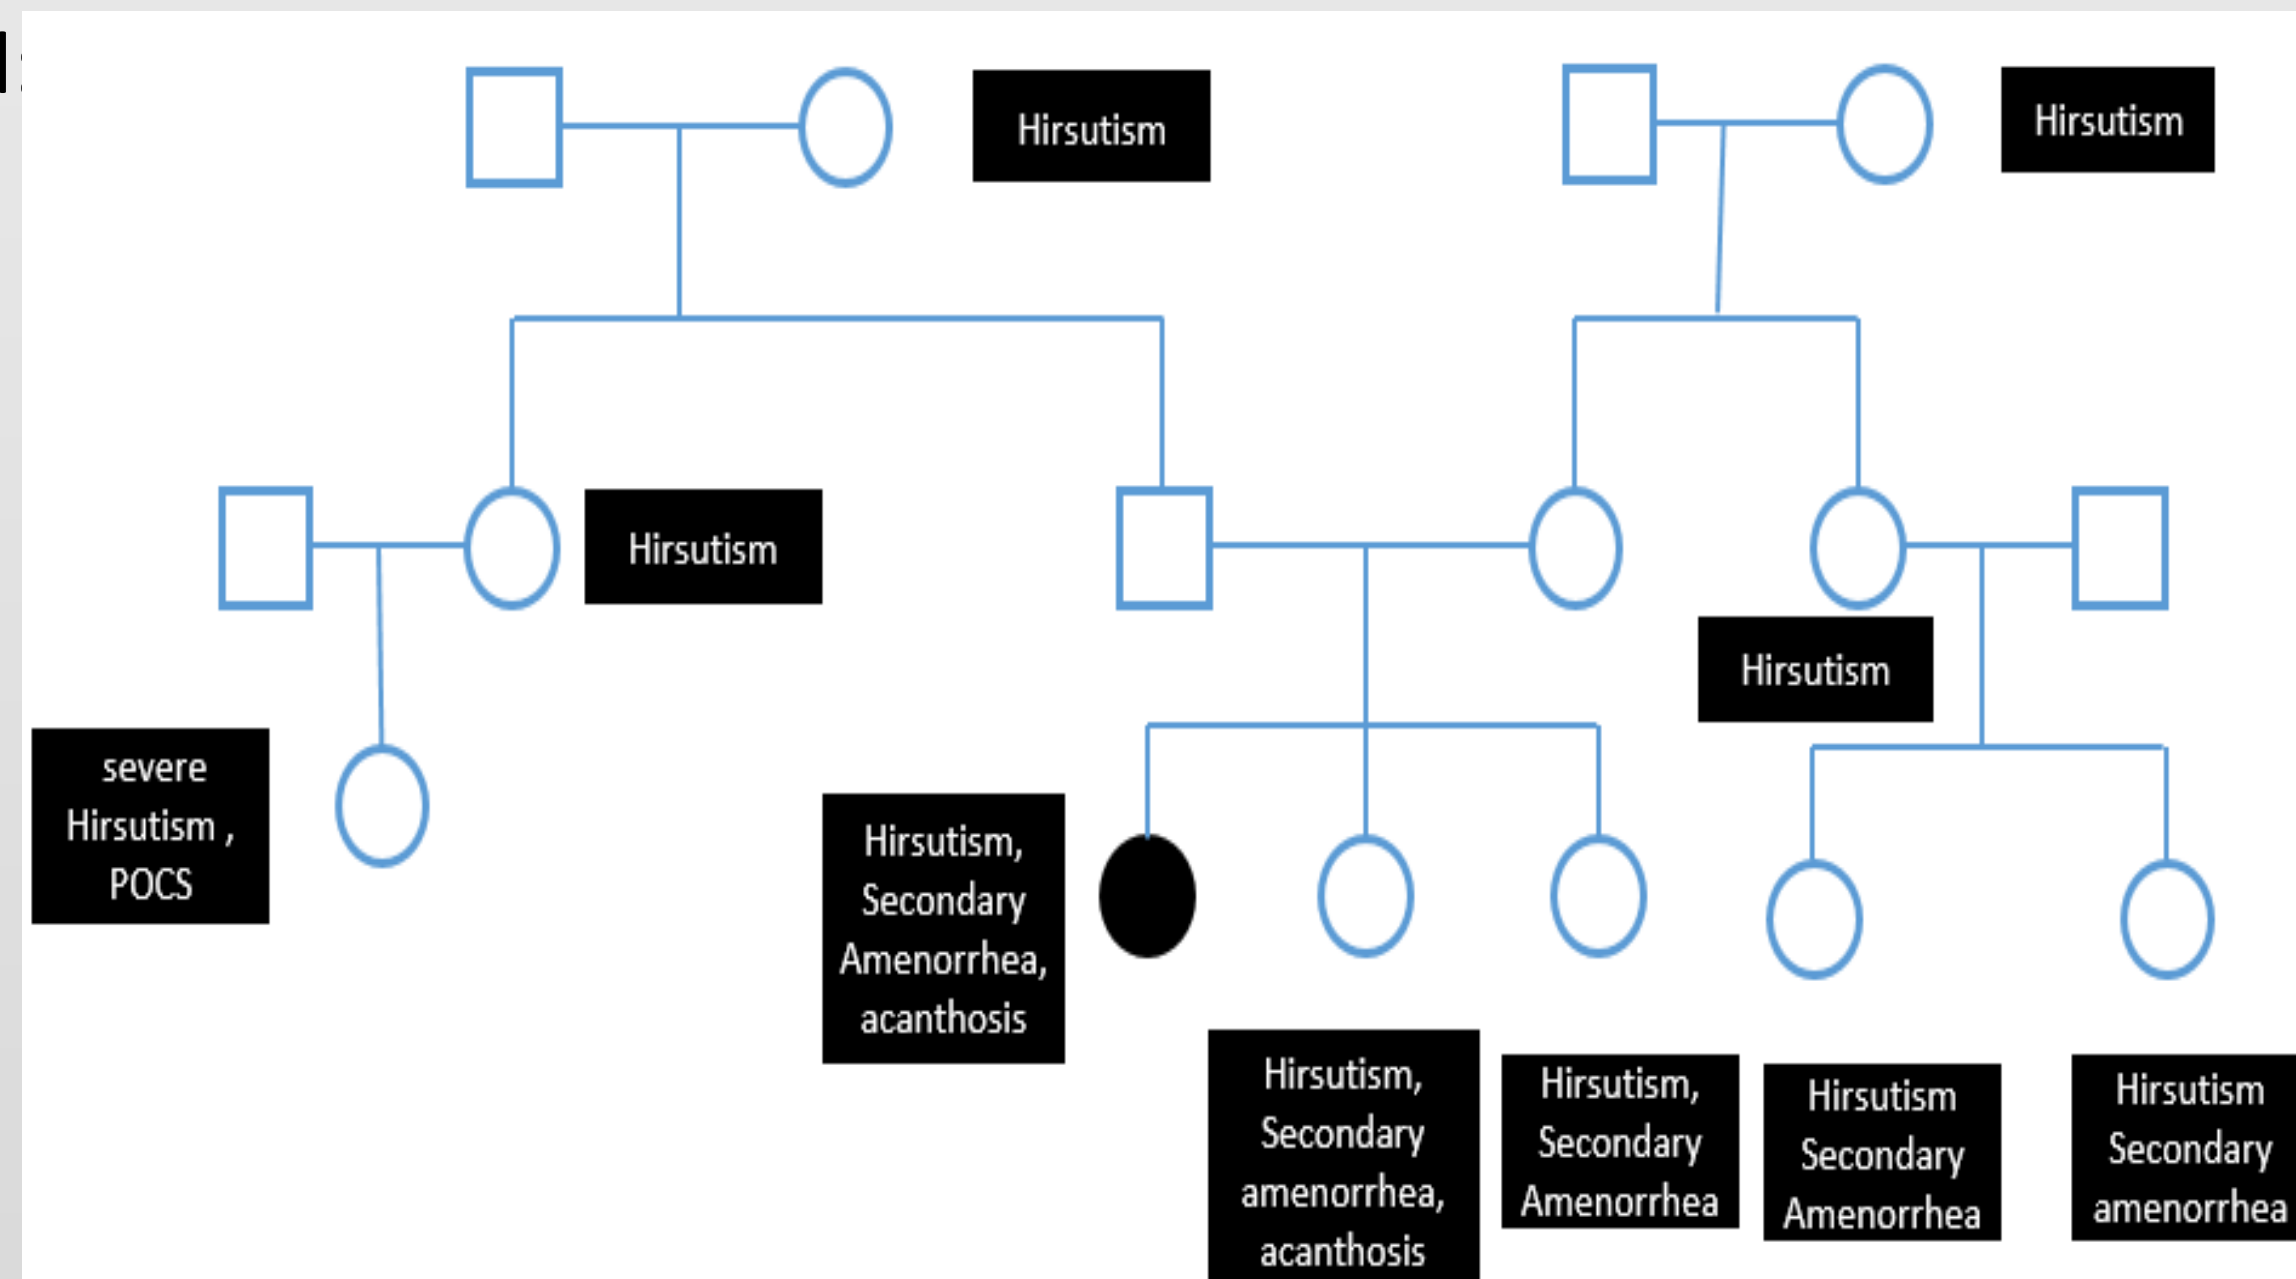 Hirsutism
Hirsutism
Hirsutism
Hirsutism
severe
Hirsutism ,
POCS
Hirsutism,
Secondary
Amenorrhea,
acanthosis
Hirsutism,
Secondary
amenorrhea,
acanthosis
Hirsutism,
Secondary
Amenorrhea
Hirsutism
Secondary
Amenorrhea
Hirsutism
Secondary
amenorrhea